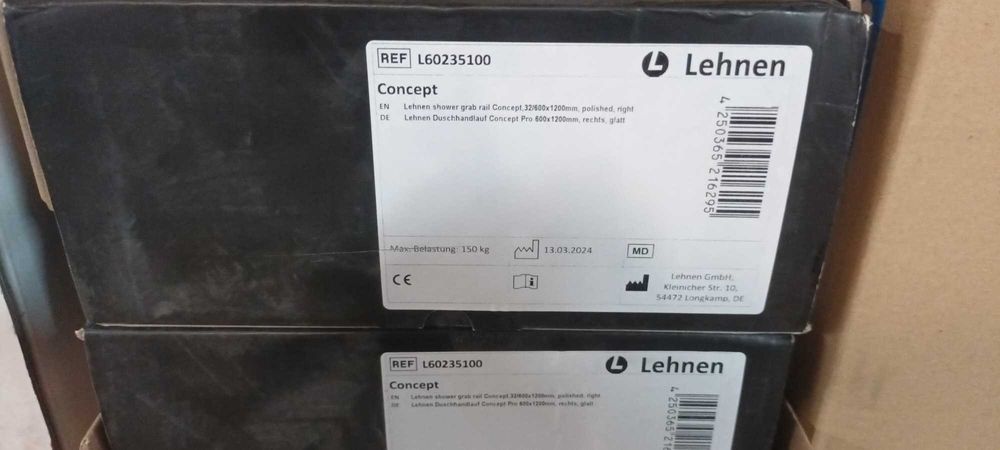 REF L60235100
Lehnen
Concept
EN Lehnen shower grab rail Concept,32/600x1200mm, polished, right
DE Lehnen Duschhandlauf Concept Pro 600x1200mm, rechts, glatt
4 250365 216295
Max. Belastung: 150 kg
13.03.2024
MD
CE
Lehnen GmbH,
Kleinicher Str. 10,
54472 Longkamp, DE
REF L60235100
Lehnen
Concept
EN Lehnen shower grab rail Concept,32/600x1200mm, polished, right
DE Lehnen Duschhandlauf Concept Pro 600x1200mm, rechts, glatt
4 250365 216